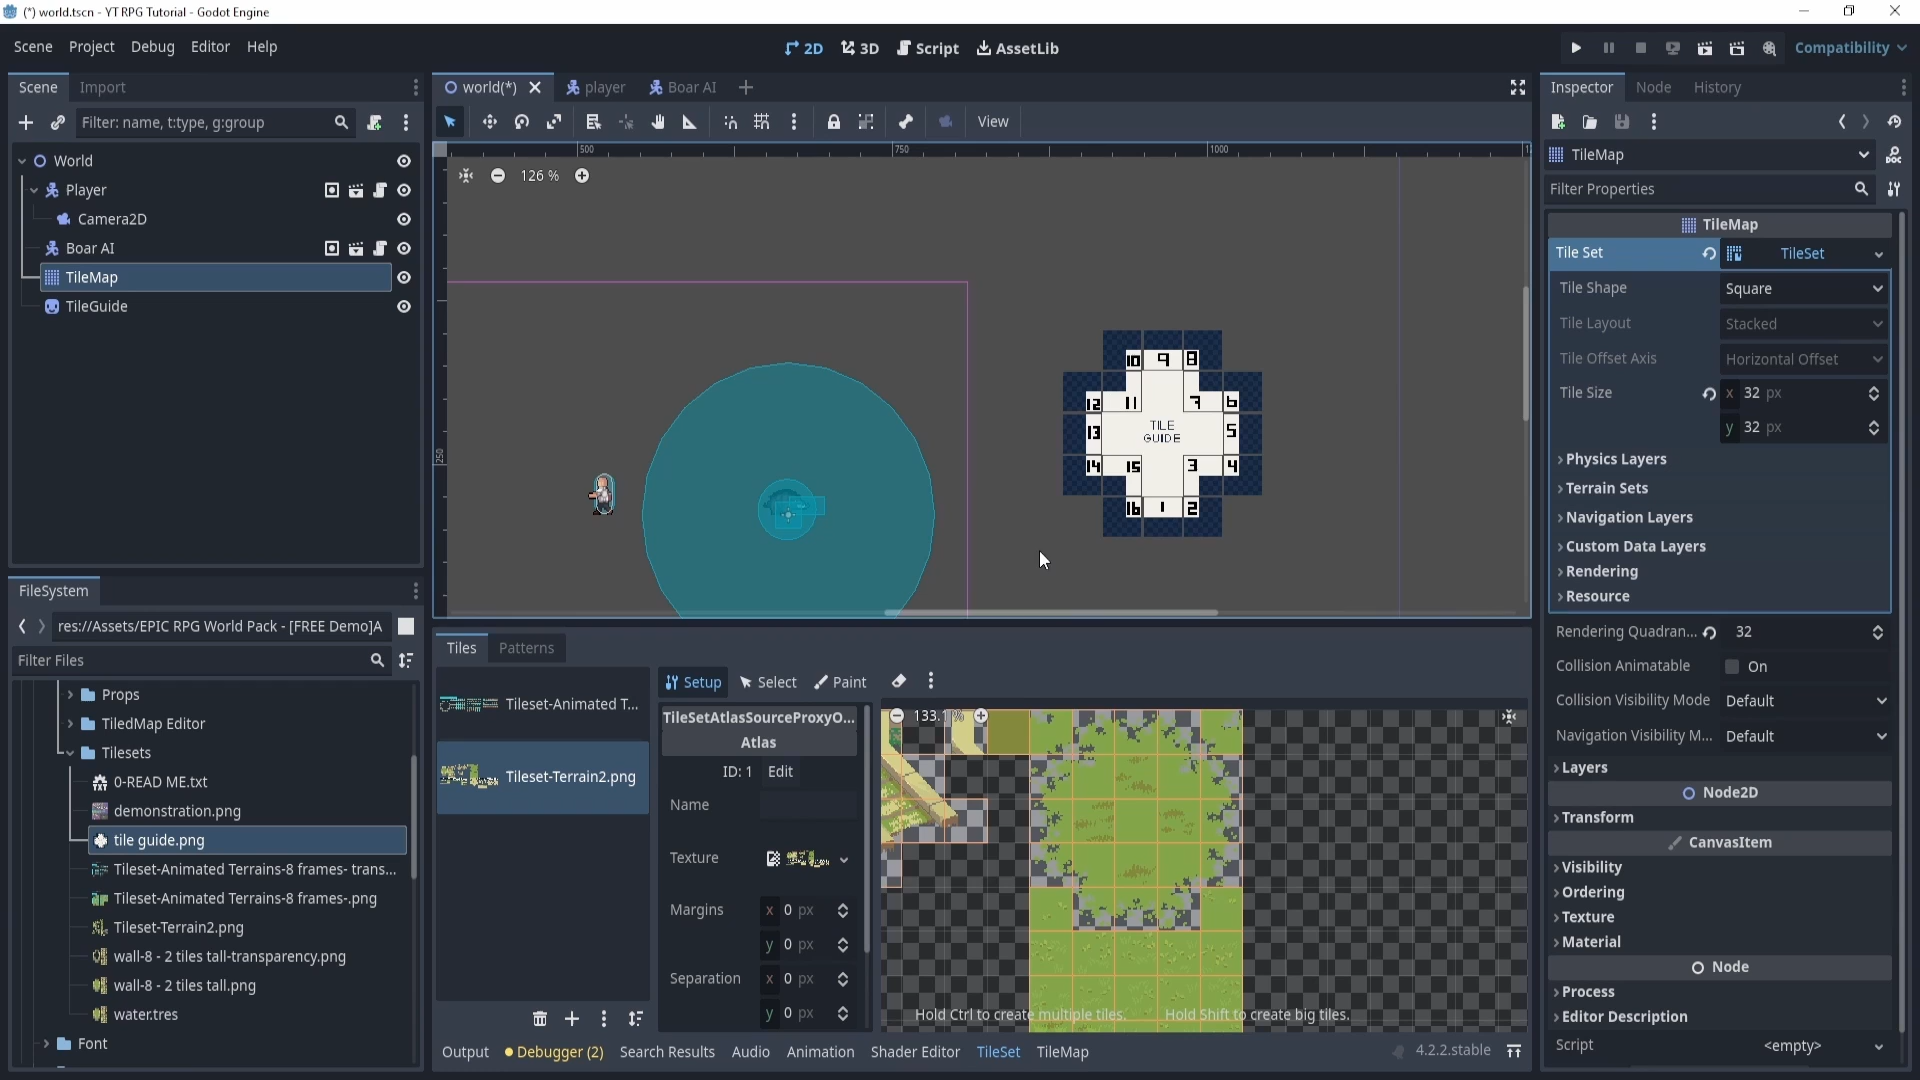 (*) world.tscn - YT RPG Tutorial - Godot Engine
Scene Project Debug Editor Help
2D 3D Script AssetLib
Compatibility
Scene Import
world(*) player Boar AI
Inspector Node History
Filter: name, t:type, g:group
View
World
Player
Camera2D
Boar AI
TileMap
TileGuide
500 750 1000
126 %
250
10 9 8
12 11 7 6
13 TILE GUIDE 5
14 15 3 4
16 1 2
TileMap
Filter Properties
TileMap
Tile Set TileSet
Tile Shape Square
Tile Layout Stacked
Tile Offset Axis Horizontal Offset
Tile Size x 32 px
y 32 px
Physics Layers
Terrain Sets
Navigation Layers
Custom Data Layers
Rendering
Resource
Rendering Quadran... 32
Collision Animatable On
Collision Visibility Mode Default
Navigation Visibility M... Default
Layers
Node2D
Transform
CanvasItem
Visibility
Ordering
Texture
Material
Node
Process
Editor Description
Script <empty>
FileSystem
res://Assets/EPIC RPG World Pack - [FREE Demo]A
Filter Files
Props
TiledMap Editor
Tilesets
0-READ ME.txt
demonstration.png
tile guide.png
Tileset-Animated Terrains-8 frames- trans...
Tileset-Animated Terrains-8 frames-.png
Tileset-Terrain2.png
wall-8 - 2 tiles tall-transparency.png
wall-8 - 2 tiles tall.png
water.tres
Font
Tiles Patterns
Tileset-Animated T...
Tileset-Terrain2.png
Setup Select Paint
TileSetAtlasSourceProxyO...
Atlas
ID: 1 Edit
Name
Texture
Margins x 0 px
y 0 px
Separation x 0 px
y 0 px
133.1 %
Hold Ctrl to create multiple tiles. Hold Shift to create big tiles.
Output Debugger (2) Search Results Audio Animation Shader Editor TileSet TileMap
4.2.2.stable